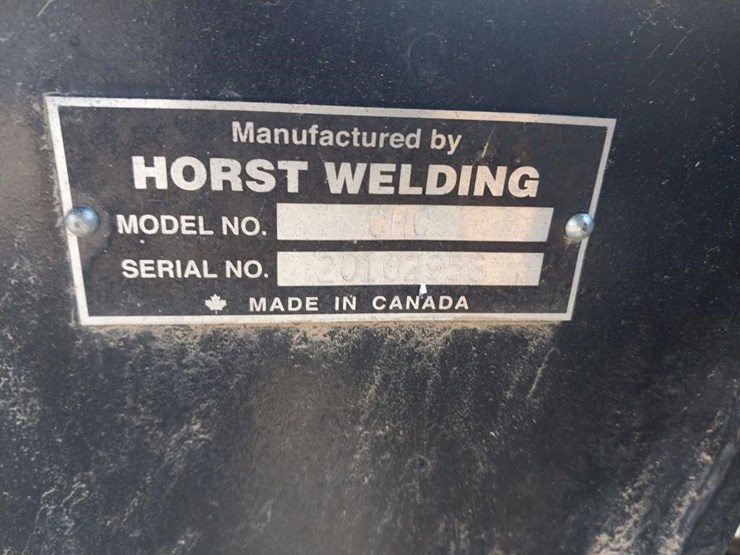 Manufactured by
HORST WELDING
MODEL NO.
SERIAL NO.
MADE IN CANADA